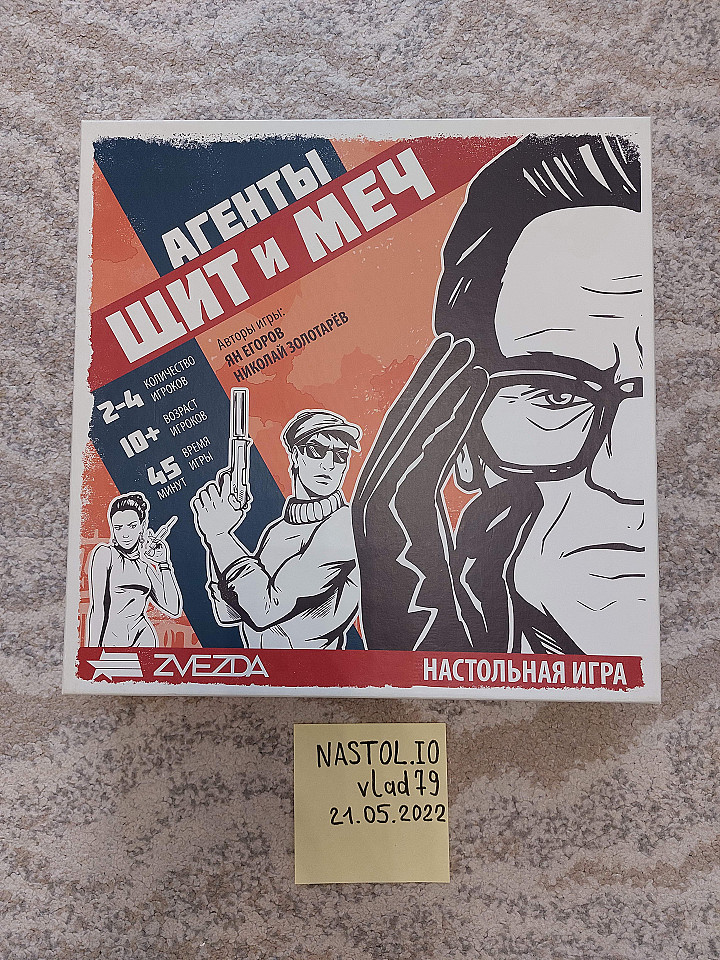 АГЕНТЫ
ЩИТ И МЕЧ
Авторы игры:
ЯН ЕГОРОВ
НИКОЛАЙ ЗОЛОТАРЁВ
2-4 КОЛИЧЕСТВО
ИГРОКОВ
10+ ВОЗРАСТ
ИГРОКОВ
45 ВРЕМЯ
МИНУТ ИГРЫ
ZVEZDA
НАСТОЛЬНАЯ ИГРА
NASTOL.IO
vlad79
21.05.2022